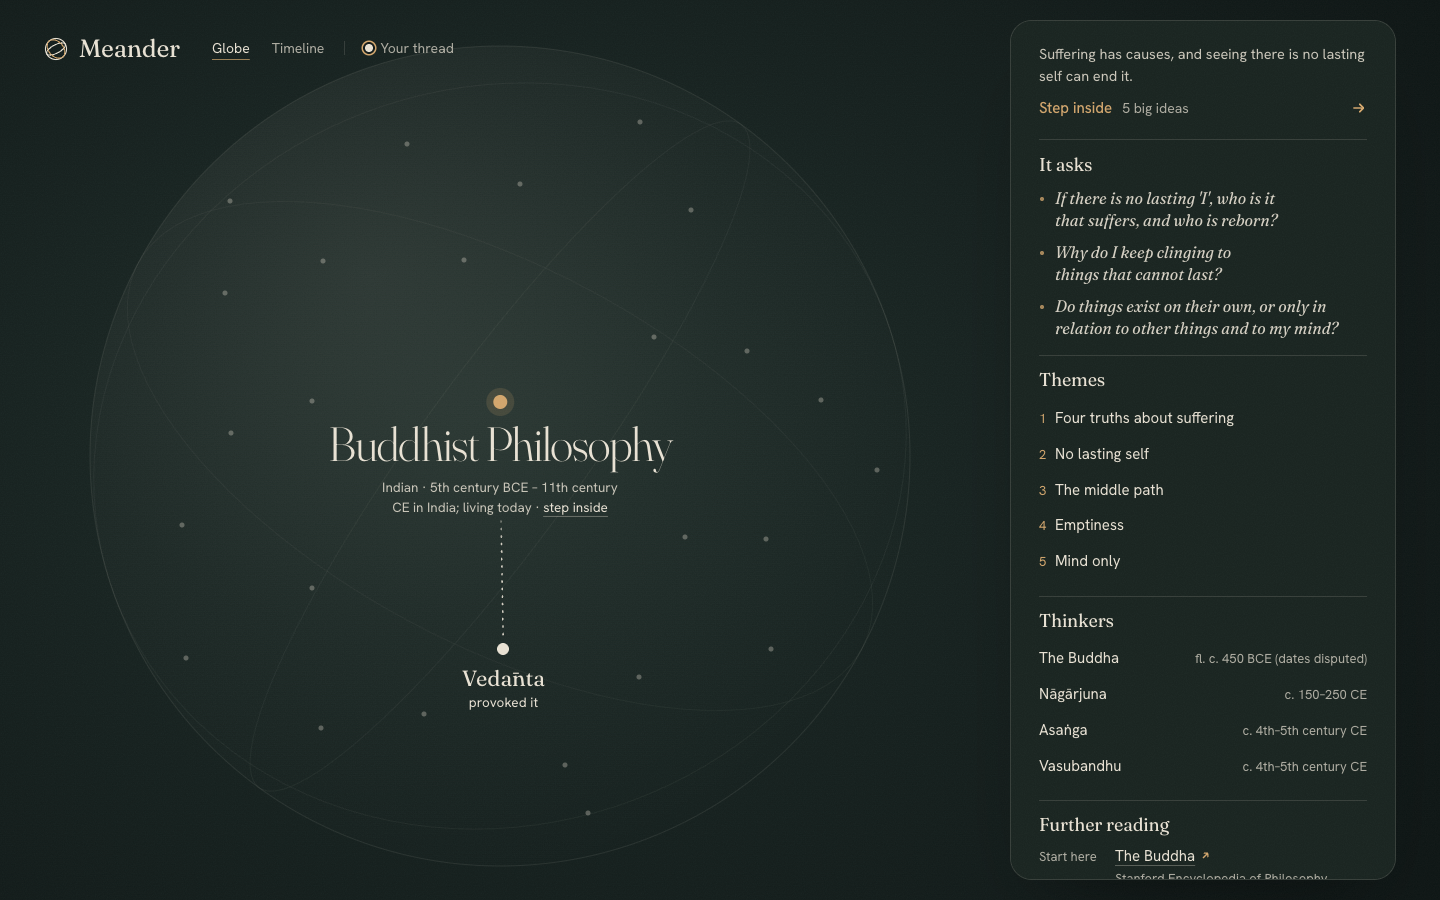 Meander
Globe
Timeline
Your thread
Buddhist Philosophy
Indian · 5th century BCE – 11th century
CE in India; living today · step inside
Vedānta
provoked it
Suffering has causes, and seeing there is no lasting
self can end it.
Step inside 5 big ideas →
It asks
• If there is no lasting 'I', who is it
that suffers, and who is reborn?
• Why do I keep clinging to
things that cannot last?
• Do things exist on their own, or only in
relation to other things and to my mind?
Themes
1 Four truths about suffering
2 No lasting self
3 The middle path
4 Emptiness
5 Mind only
Thinkers
The Buddha fl. c. 450 BCE (dates disputed)
Nāgārjuna c. 150–250 CE
Asaṅga c. 4th–5th century CE
Vasubandhu c. 4th–5th century CE
Further reading
Start here The Buddha ↗
Stanford Encyclopedia of Philosophy